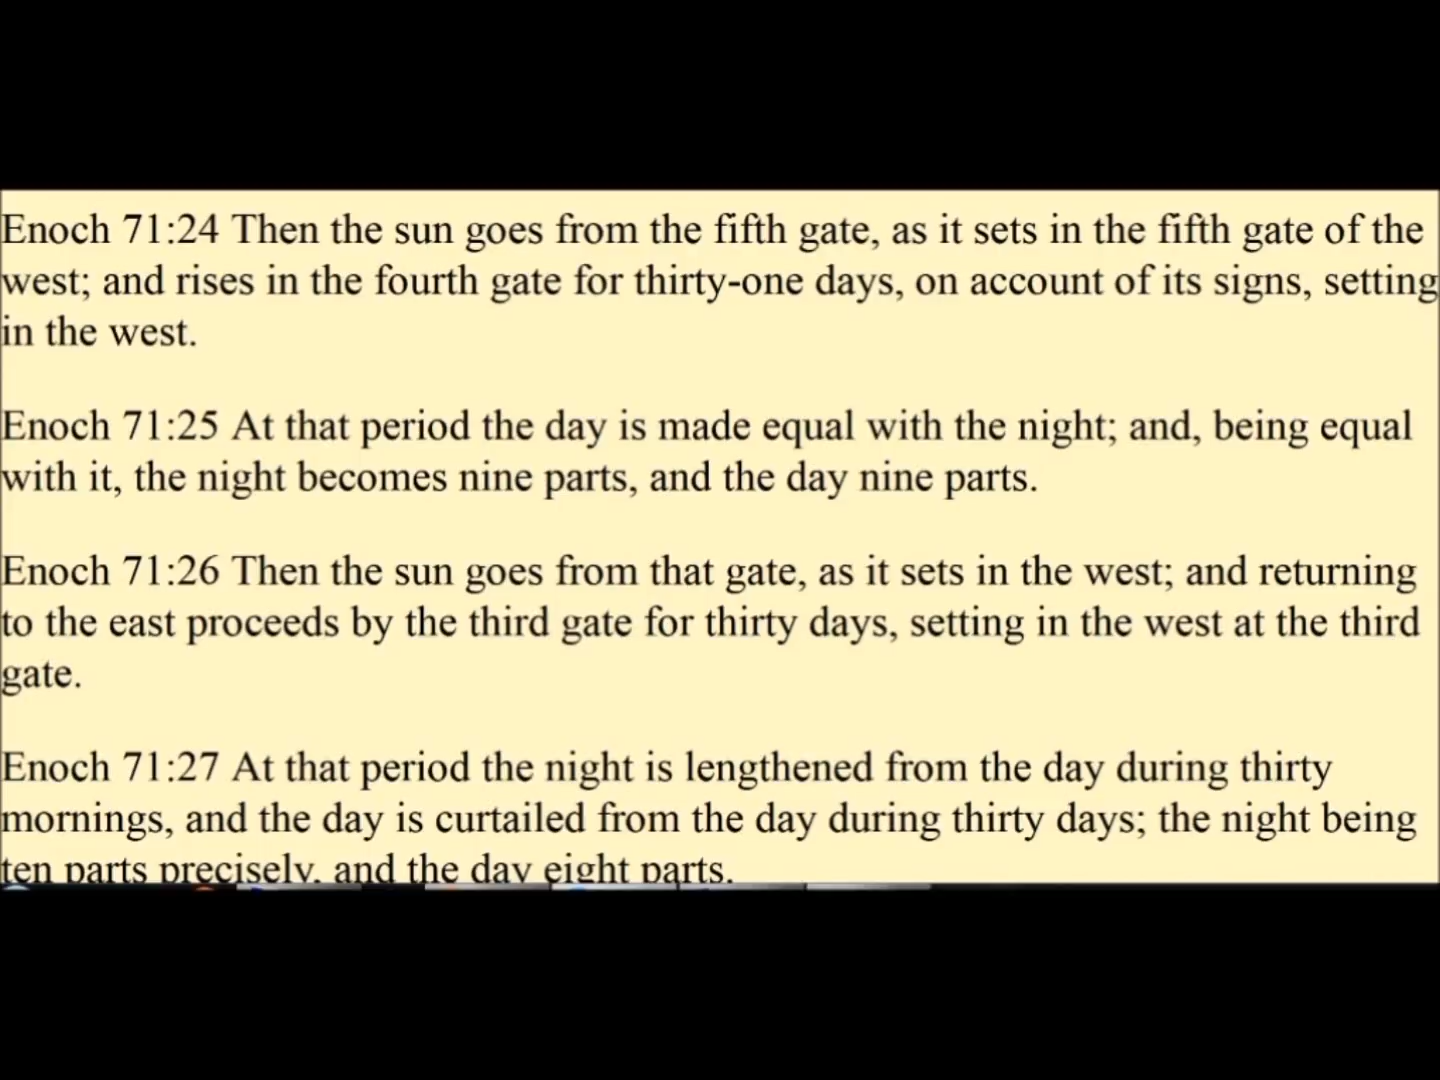 Enoch 71:24 Then the sun goes from the fifth gate, as it sets in the fifth gate of the
west; and rises in the fourth gate for thirty-one days, on account of its signs, setting
in the west.
Enoch 71:25 At that period the day is made equal with the night; and, being equal
with it, the night becomes nine parts, and the day nine parts.
Enoch 71:26 Then the sun goes from that gate, as it sets in the west; and returning
to the east proceeds by the third gate for thirty days, setting in the west at the third
gate.
Enoch 71:27 At that period the night is lengthened from the day during thirty
mornings, and the day is curtailed from the day during thirty days; the night being
ten parts precisely, and the day eight parts.